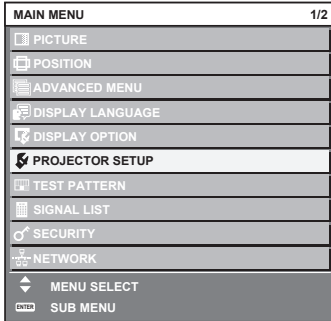 MAIN MENU 1/2
PICTURE
POSITION
ADVANCED MENU
DISPLAY LANGUAGE
DISPLAY OPTION
PROJECTOR SETUP
TEST PATTERN
SIGNAL LIST
SECURITY
NETWORK
MENU SELECT
ENTER SUB MENU